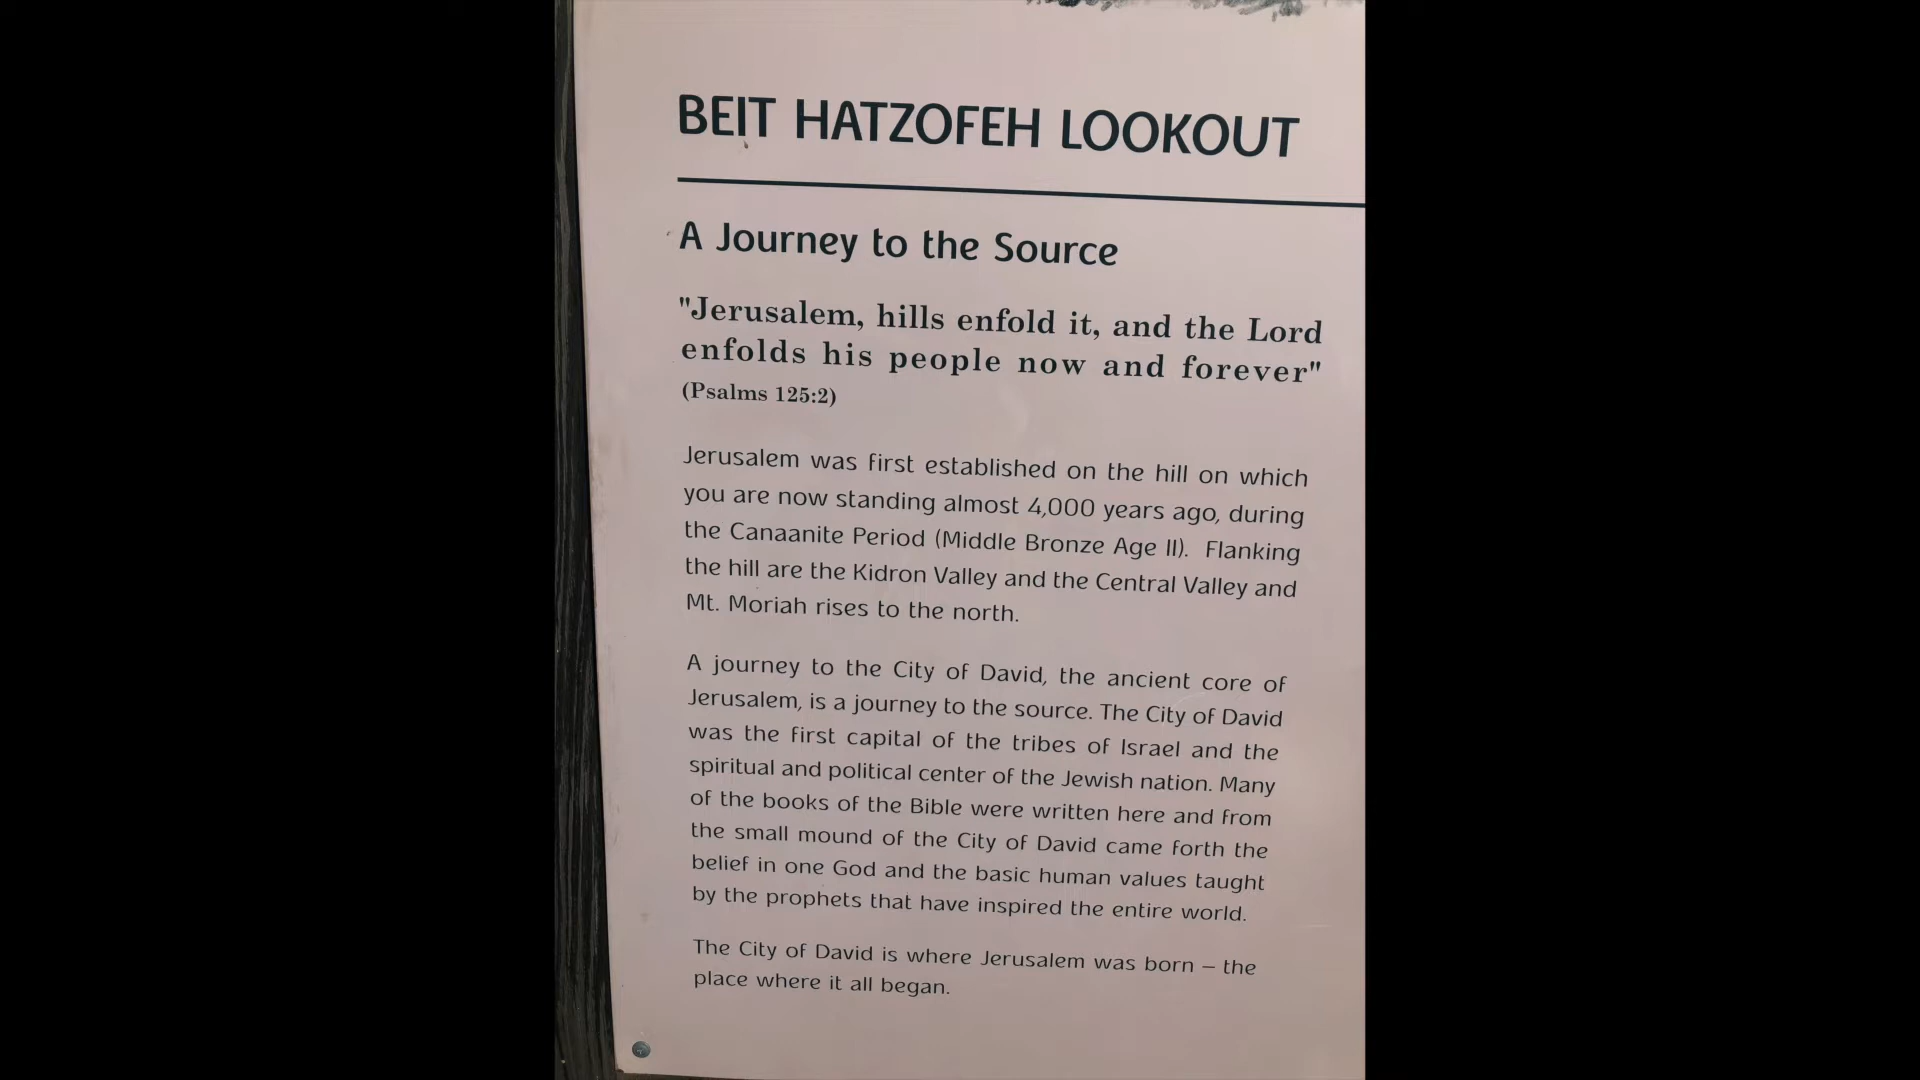 BEIT HATZOFEH LOOKOUT
A Journey to the Source
"Jerusalem, hills enfold it, and the Lord
enfolds his people now and forever"
(Psalms 125:2)
Jerusalem was first established on the hill on which
you are now standing almost 4,000 years ago, during
the Canaanite Period (Middle Bronze Age II). Flanking
the hill are the Kidron Valley and the Central Valley and
Mt. Moriah rises to the north.
A journey to the City of David, the ancient core of
Jerusalem, is a journey to the source. The City of David
was the first capital of the tribes of Israel and the
spiritual and political center of the Jewish nation. Many
of the books of the Bible were written here and from
the small mound of the City of David came forth the
belief in one God and the basic human values taught
by the prophets that have inspired the entire world.
The City of David is where Jerusalem was born – the
place where it all began.